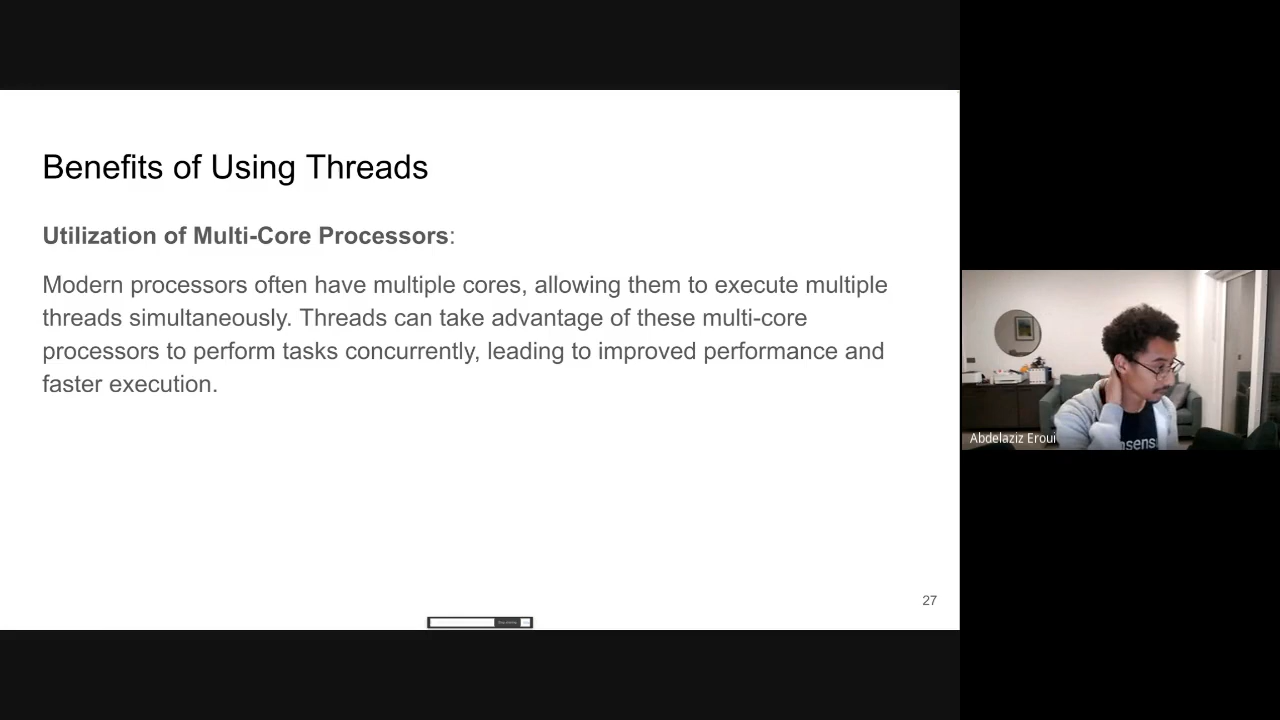 Benefits of Using Threads
Utilization of Multi-Core Processors:
Modern processors often have multiple cores, allowing them to execute multiple
threads simultaneously. Threads can take advantage of these multi-core
processors to perform tasks concurrently, leading to improved performance and
faster execution.
27
Abdelaziz Eroui